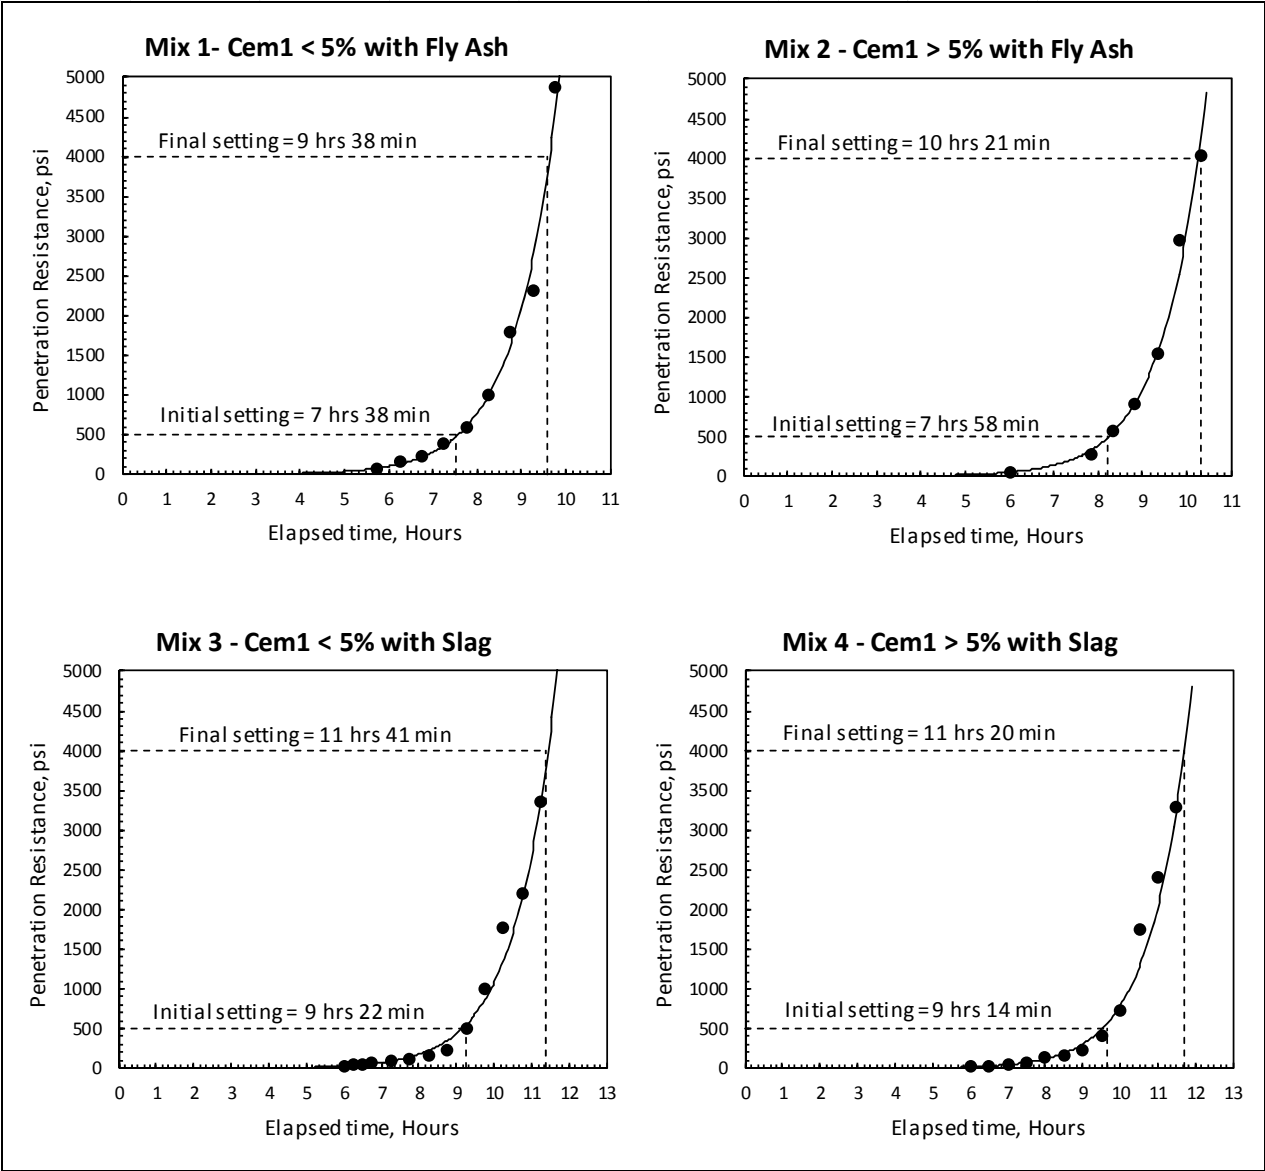 Mix 1- Cem1 < 5% with Fly Ash
5000
4500
4000
3500
3000
2500
2000
1500
1000
500
0
Penetration Resistance, psi
Final setting = 9 hrs 38 min
Initial setting = 7 hrs 38 min
0 1 2 3 4 5 6 7 8 9 10 11
Elapsed time, Hours
Mix 2 - Cem1 > 5% with Fly Ash
5000
4500
4000
3500
3000
2500
2000
1500
1000
500
0
Penetration Resistance, psi
Final setting = 10 hrs 21 min
Initial setting = 7 hrs 58 min
0 1 2 3 4 5 6 7 8 9 10 11
Elapsed time, Hours
Mix 3 - Cem1 < 5% with Slag
5000
4500
4000
3500
3000
2500
2000
1500
1000
500
0
Penetration Resistance, psi
Final setting = 11 hrs 41 min
Initial setting = 9 hrs 22 min
0 1 2 3 4 5 6 7 8 9 10 11 12 13
Elapsed time, Hours
Mix 4 - Cem1 > 5% with Slag
5000
4500
4000
3500
3000
2500
2000
1500
1000
500
0
Penetration Resistance, psi
Final setting = 11 hrs 20 min
Initial setting = 9 hrs 14 min
0 1 2 3 4 5 6 7 8 9 10 11 12 13
Elapsed time, Hours